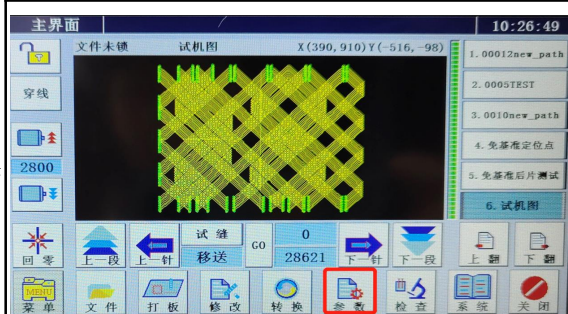 主界面
10:26:49
文件未锁
试机图
X(390,910)Y(-516,-98)
穿线
2800
1.00012new_path
2.0005TEST
3.0010new_path
4.免基准定位点
5.免基准后片测试
6.试机图
回零
上一段
上一针
试缝
移送
GO
0
28621
下一针
下一段
上翻
下翻
MENU
菜单
文件
打板
修改
转换
参数
检查
系统
关闭